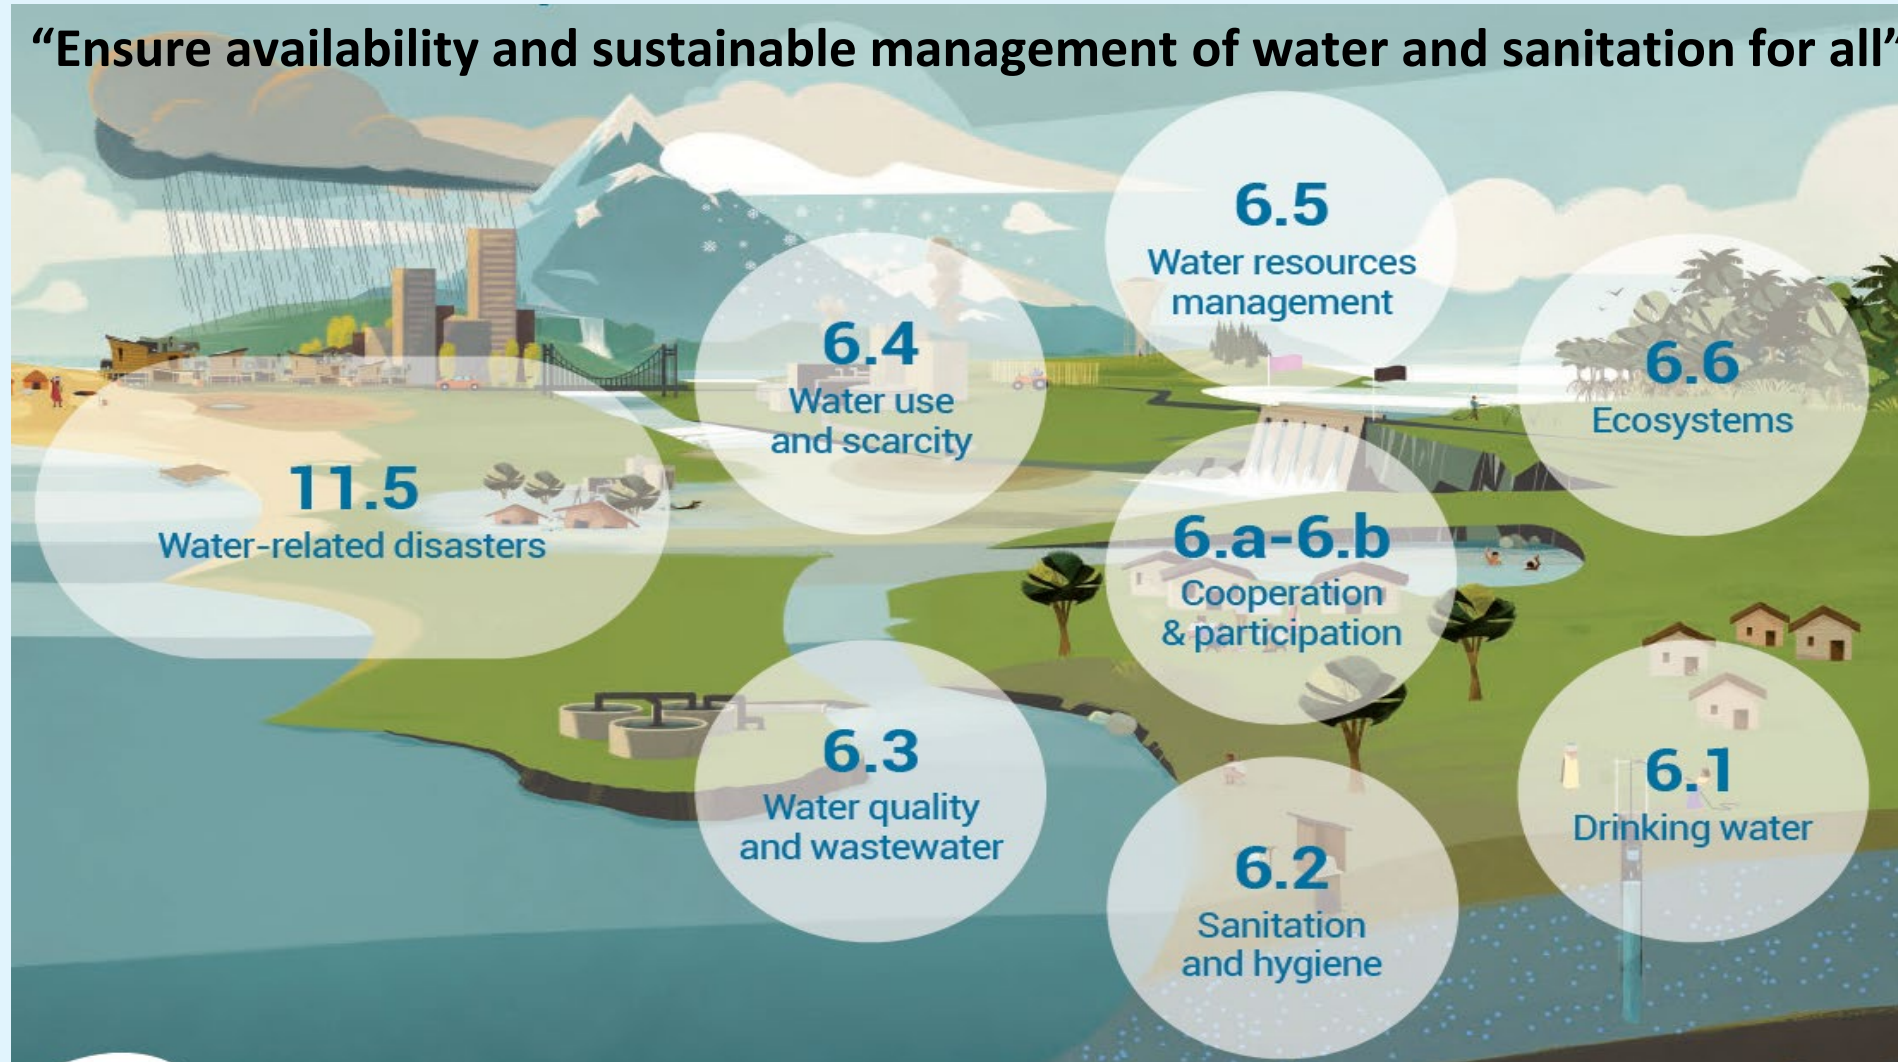 “Ensure availability and sustainable management of water and sanitation for all”
6.5
Water resources
management
6.4
Water use
and scarcity
6.6
Ecosystems
11.5
Water-related disasters
6.a-6.b
Cooperation
& participation
6.3
Water quality
and wastewater
6.1
Drinking water
6.2
Sanitation
and hygiene